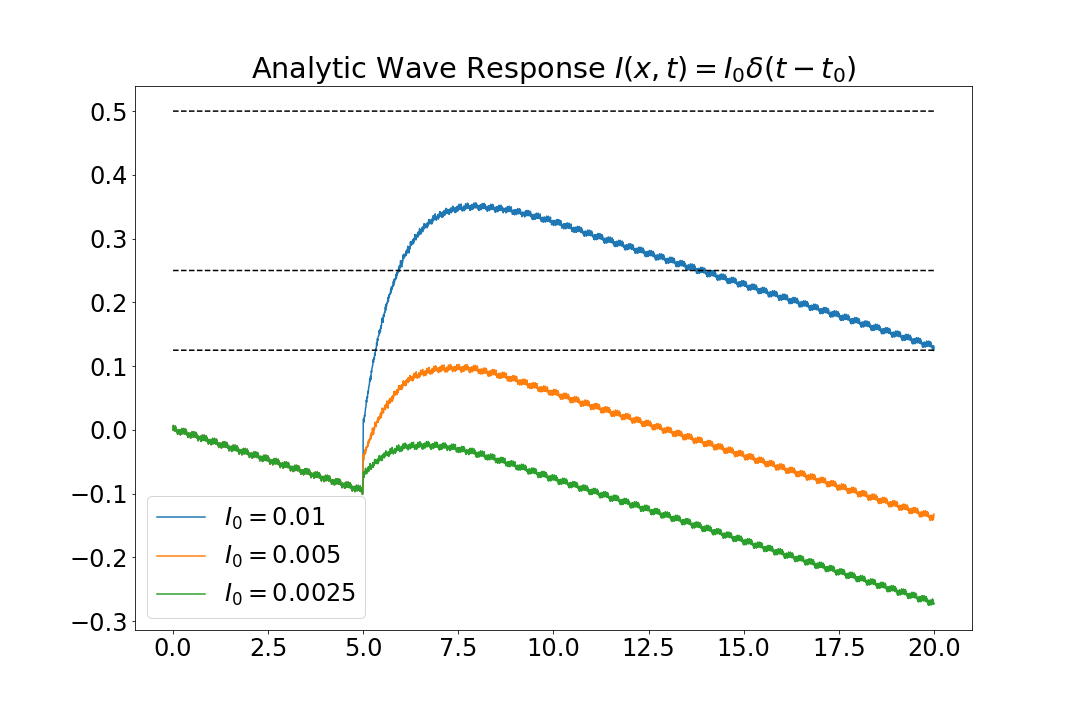 Analytic Wave Response I(x, t) = I₀δ(t − t₀)
0.5
0.4
0.3
0.2
0.1
0.0
−0.1
−0.2
−0.3
I₀ = 0.01
I₀ = 0.005
I₀ = 0.0025
0.0 2.5 5.0 7.5 10.0 12.5 15.0 17.5 20.0